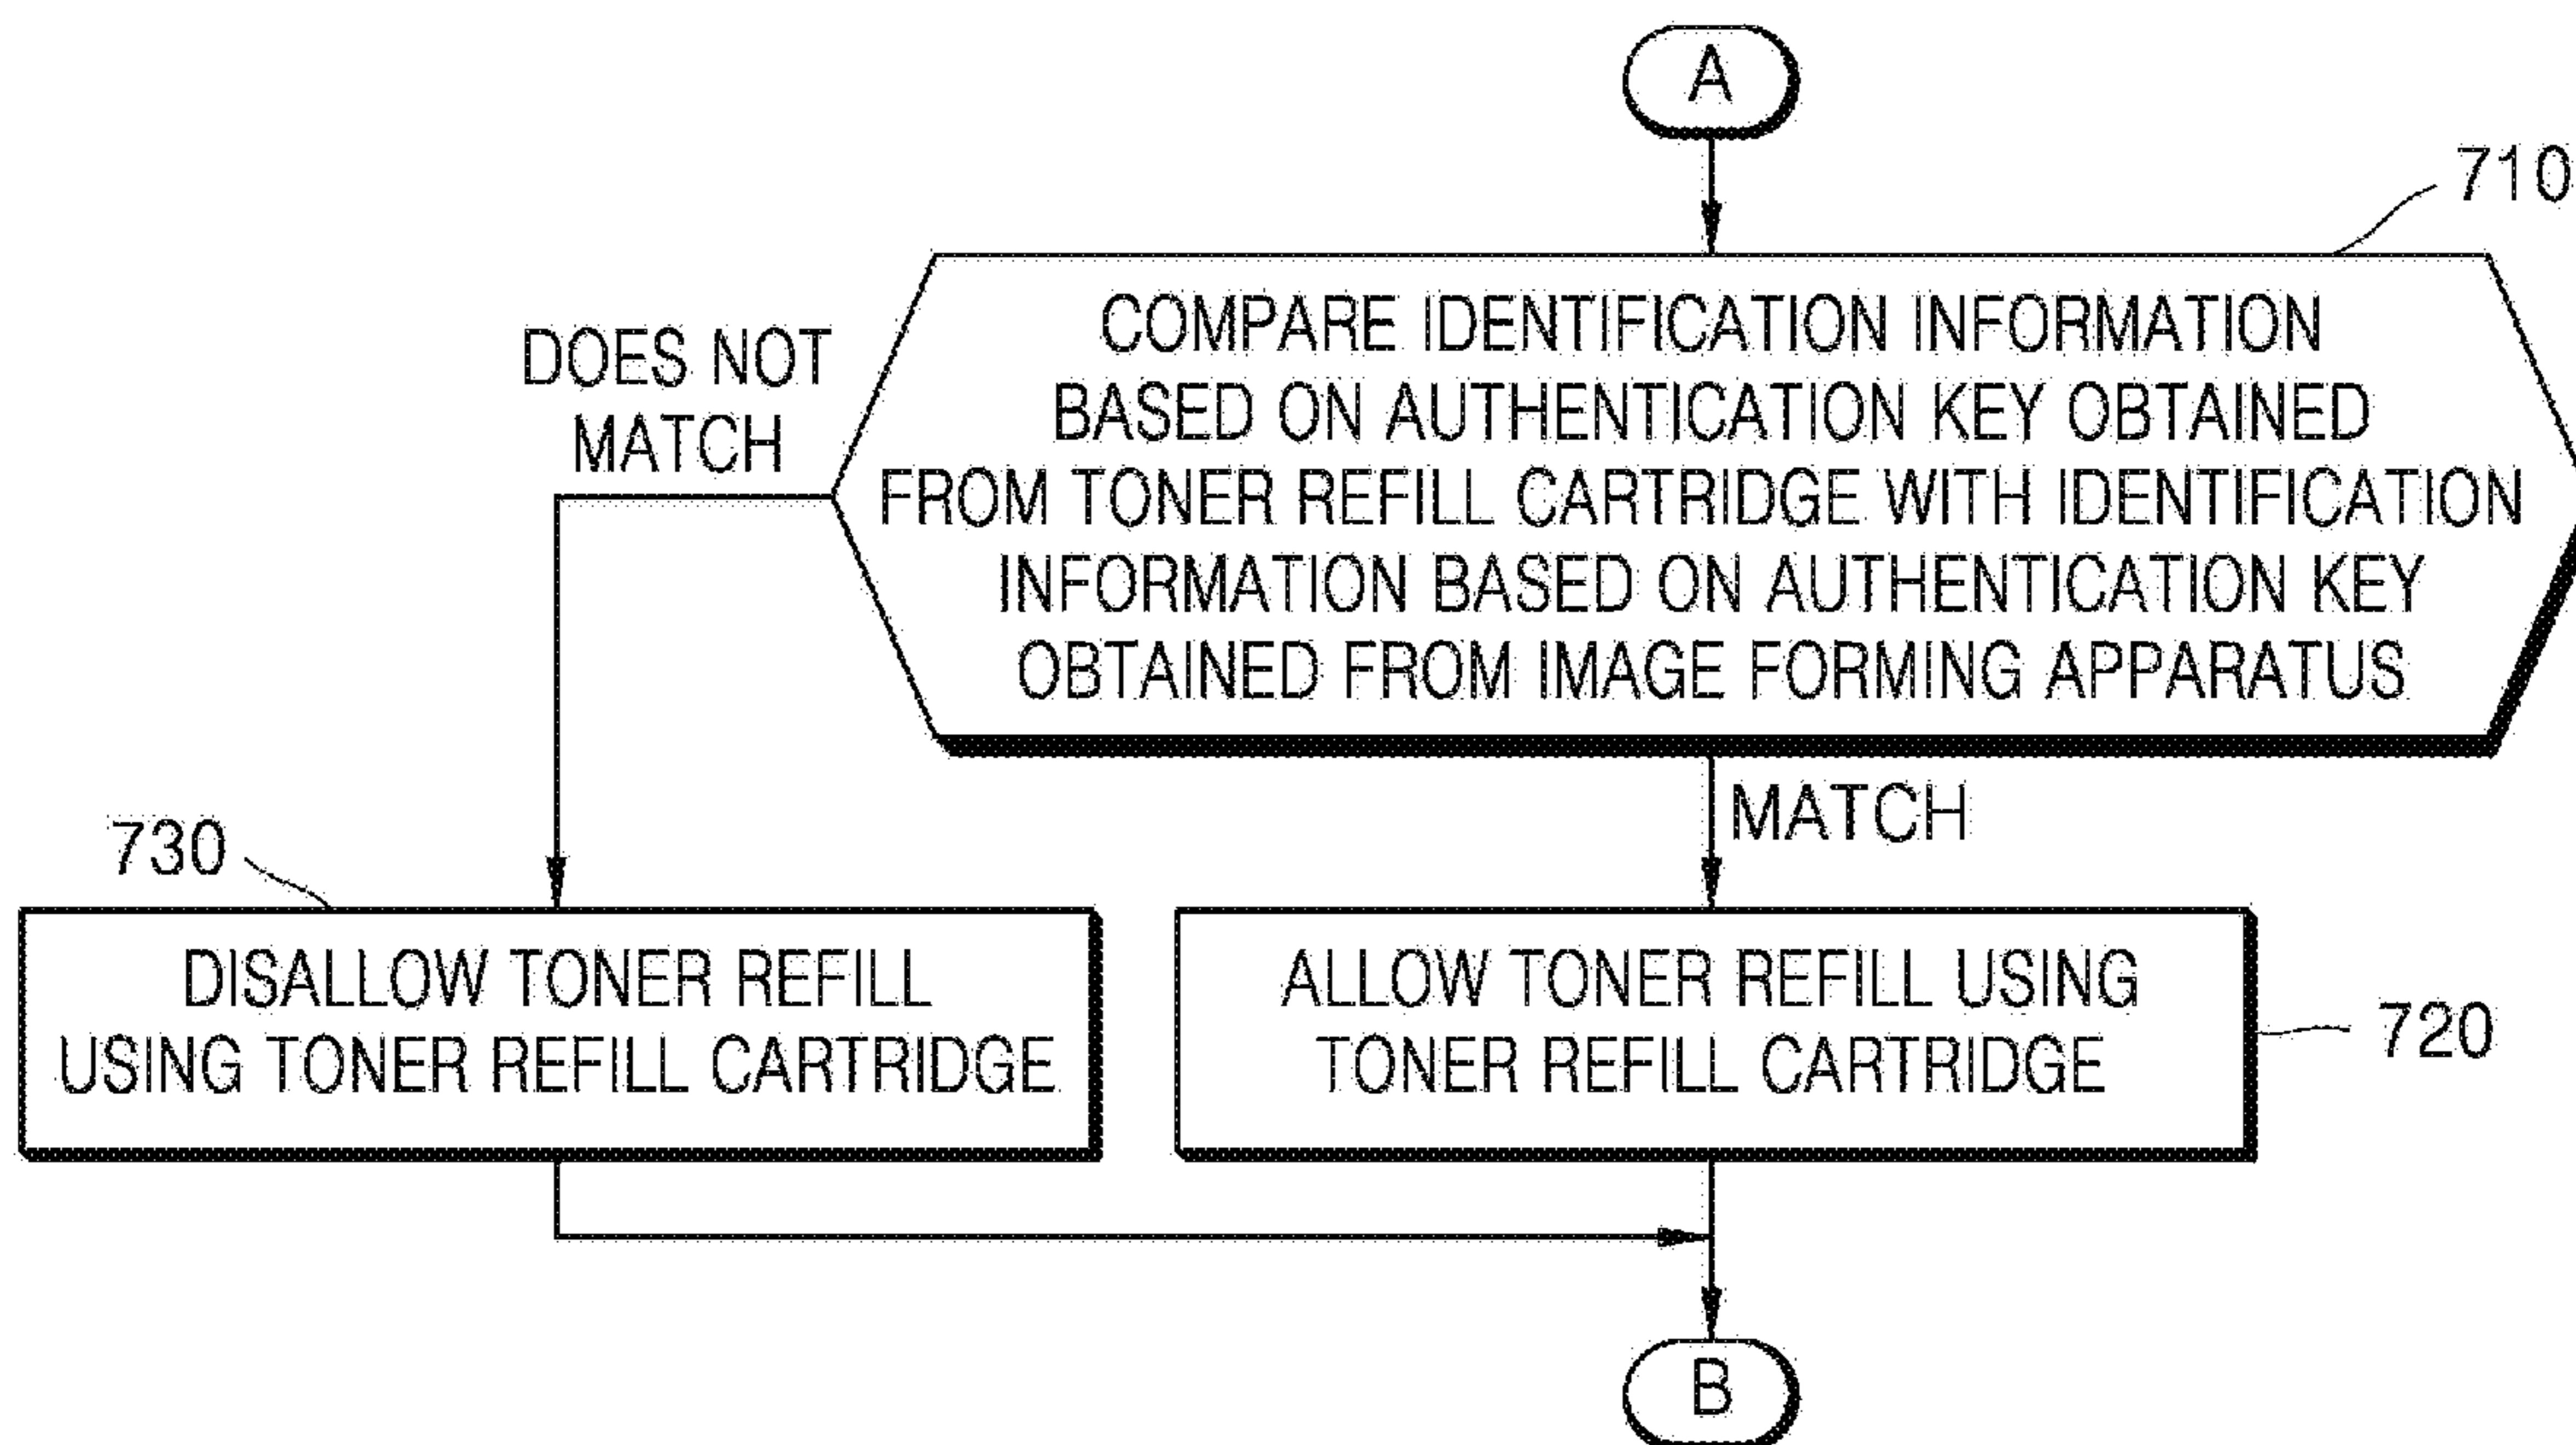 A
710
COMPARE IDENTIFICATION INFORMATION
BASED ON AUTHENTICATION KEY OBTAINED
FROM TONER REFILL CARTRIDGE WITH IDENTIFICATION
INFORMATION BASED ON AUTHENTICATION KEY
OBTAINED FROM IMAGE FORMING APPARATUS
DOES NOT
MATCH
MATCH
730
DISALLOW TONER REFILL
USING TONER REFILL CARTRIDGE
ALLOW TONER REFILL USING
TONER REFILL CARTRIDGE
720
B